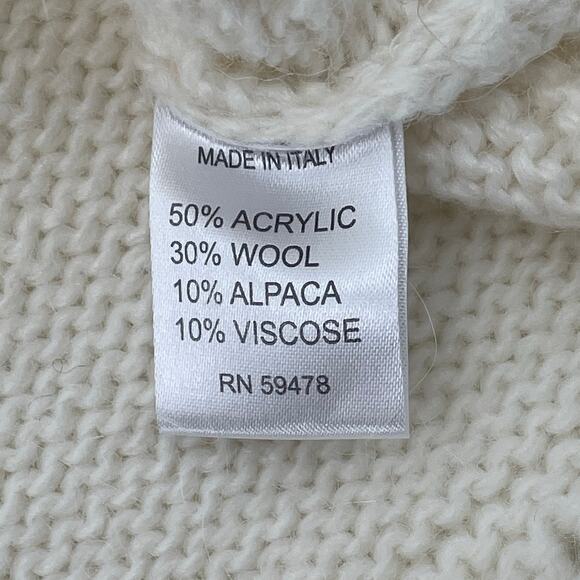 MADE IN ITALY
50% ACRYLIC
30% WOOL
10% ALPACA
10% VISCOSE
RN 59478